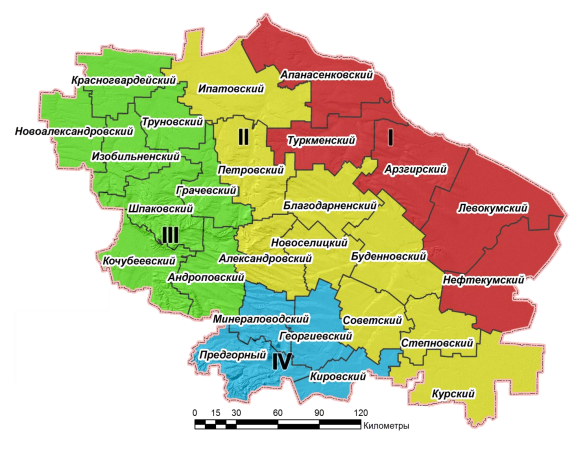 Красногвардейский
Апанасенковский
Ипатовский
Новоалександровский
Труновский
II
I
Туркменский
Изобильненский
Петровский
Арзгирский
Грачевский
Шпаковский
Благодарненский
Левокумский
III
Новоселицкий
Кочубеевский
Александровский
Буденновский
Андроповский
Нефтекумский
Минераловодский
Советский
Георгиевский
Степновский
Предгорный
IV
Кировский
Курский
0 15 30 60 90 120
Километры